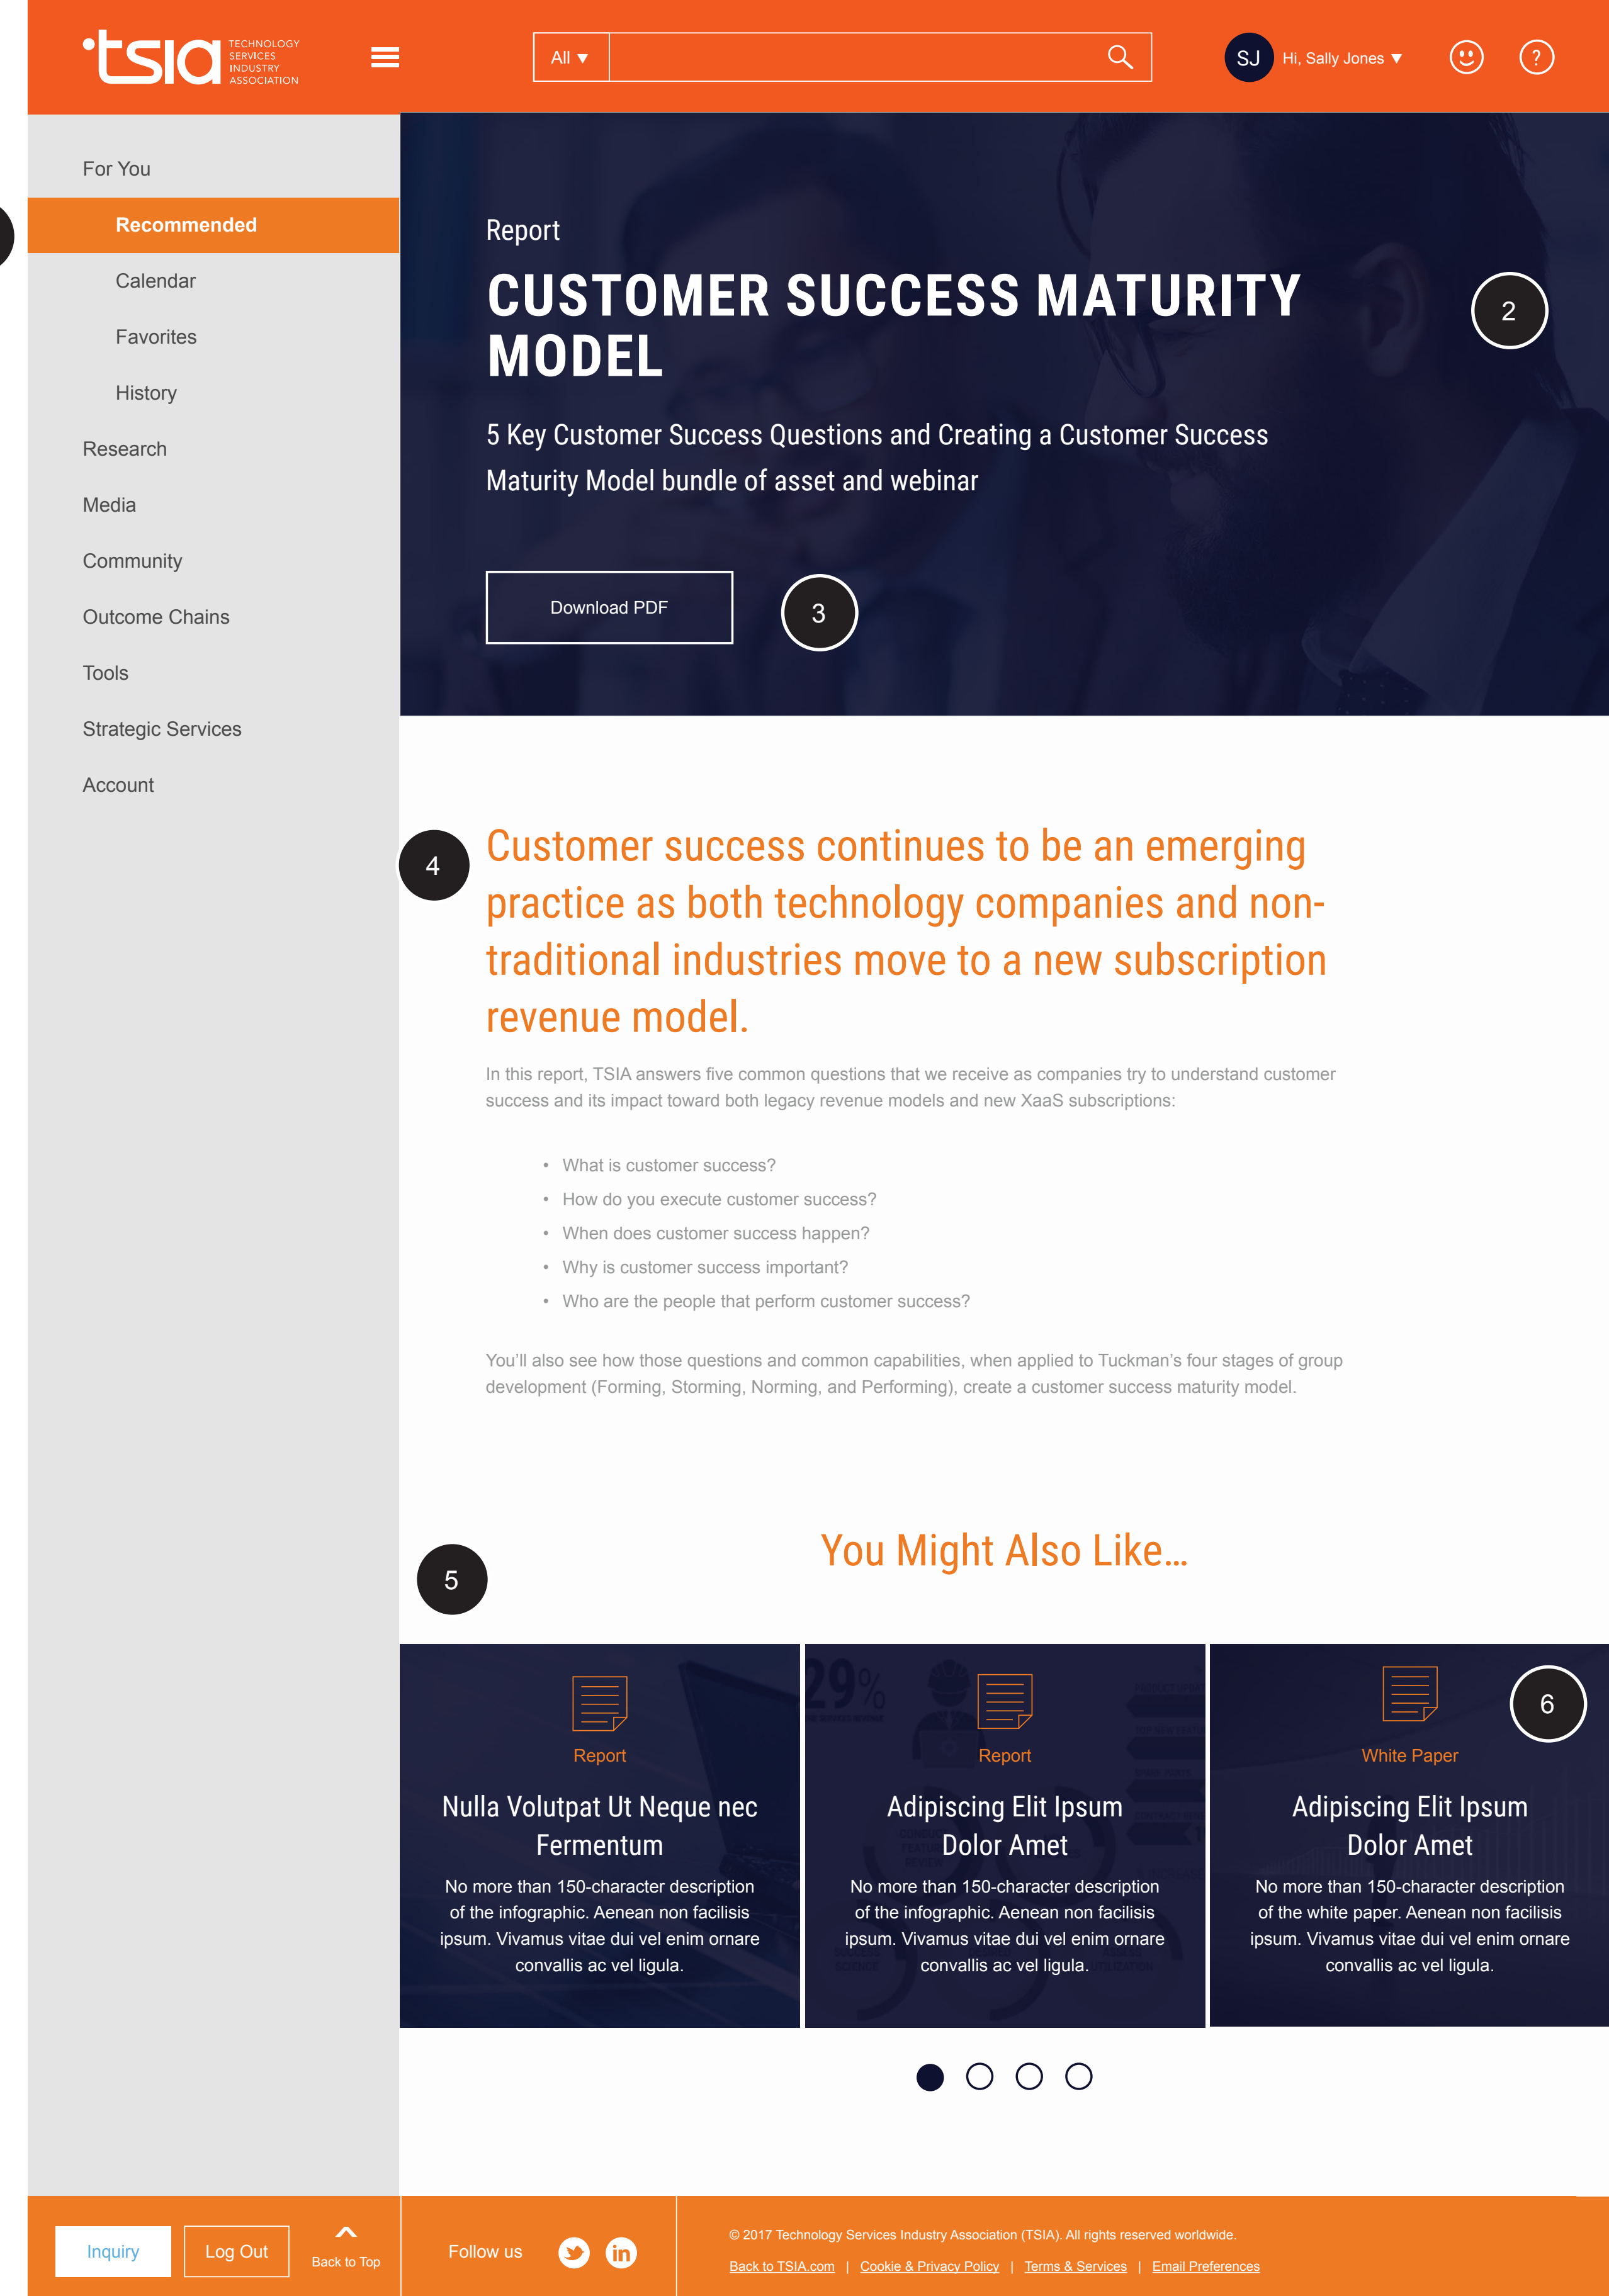 tsia TECHNOLOGY
SERVICES
INDUSTRY
ASSOCIATION
All
SJ Hi, Sally Jones
?
For You
Recommended
Calendar
Favorites
History
Research
Media
Community
Outcome Chains
Tools
Strategic Services
Account
Report
CUSTOMER SUCCESS MATURITY
MODEL
2
5 Key Customer Success Questions and Creating a Customer Success
Maturity Model bundle of asset and webinar
Download PDF
3
4
Customer success continues to be an emerging
practice as both technology companies and non-
traditional industries move to a new subscription
revenue model.
In this report, TSIA answers five common questions that we receive as companies try to understand customer
success and its impact toward both legacy revenue models and new XaaS subscriptions:
• What is customer success?
• How do you execute customer success?
• When does customer success happen?
• Why is customer success important?
• Who are the people that perform customer success?
You'll also see how those questions and common capabilities, when applied to Tuckman's four stages of group
development (Forming, Storming, Norming, and Performing), create a customer success maturity model.
5
You Might Also Like...
Report
Nulla Volutpat Ut Neque nec
Fermentum
No more than 150-character description
of the infographic. Aenean non facilisis
ipsum. Vivamus vitae dui vel enim ornare
convallis ac vel ligula.
29%
Report
Adipiscing Elit Ipsum
Dolor Amet
No more than 150-character description
of the infographic. Aenean non facilisis
ipsum. Vivamus vitae dui vel enim ornare
convallis ac vel ligula.
6
White Paper
Adipiscing Elit Ipsum
Dolor Amet
No more than 150-character description
of the white paper. Aenean non facilisis
ipsum. Vivamus vitae dui vel enim ornare
convallis ac vel ligula.
Inquiry
Log Out
Back to Top
Follow us
in
© 2017 Technology Services Industry Association (TSIA). All rights reserved worldwide.
Back to TSIA.com | Cookie & Privacy Policy | Terms & Services | Email Preferences